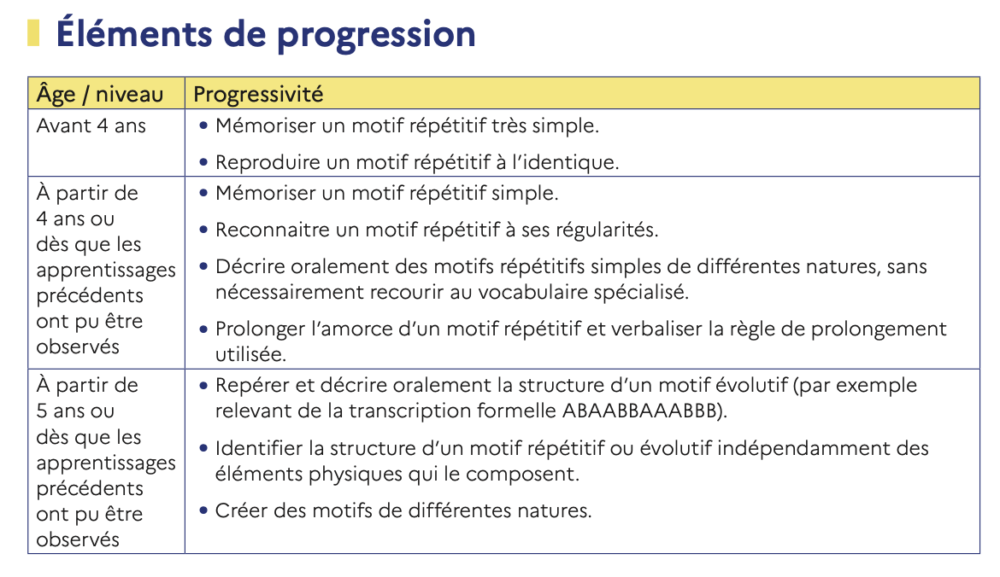 Éléments de progression
Âge / niveau
Progressivité
Avant 4 ans
• Mémoriser un motif répétitif très simple.
• Reproduire un motif répétitif à l’identique.
À partir de
4 ans ou
dès que les
apprentissages
précédents
ont pu être
observés
• Mémoriser un motif répétitif simple.
• Reconnaitre un motif répétitif à ses régularités.
• Décrire oralement des motifs répétitifs simples de différentes natures, sans
nécessairement recourir au vocabulaire spécialisé.
• Prolonger l’amorce d’un motif répétitif et verbaliser la règle de prolongement
utilisée.
À partir de
5 ans ou
dès que les
apprentissages
précédents
ont pu être
observés
• Repérer et décrire oralement la structure d’un motif évolutif (par exemple
relevant de la transcription formelle ABAABBAAABBB).
• Identifier la structure d’un motif répétitif ou évolutif indépendamment des
éléments physiques qui le composent.
• Créer des motifs de différentes natures.